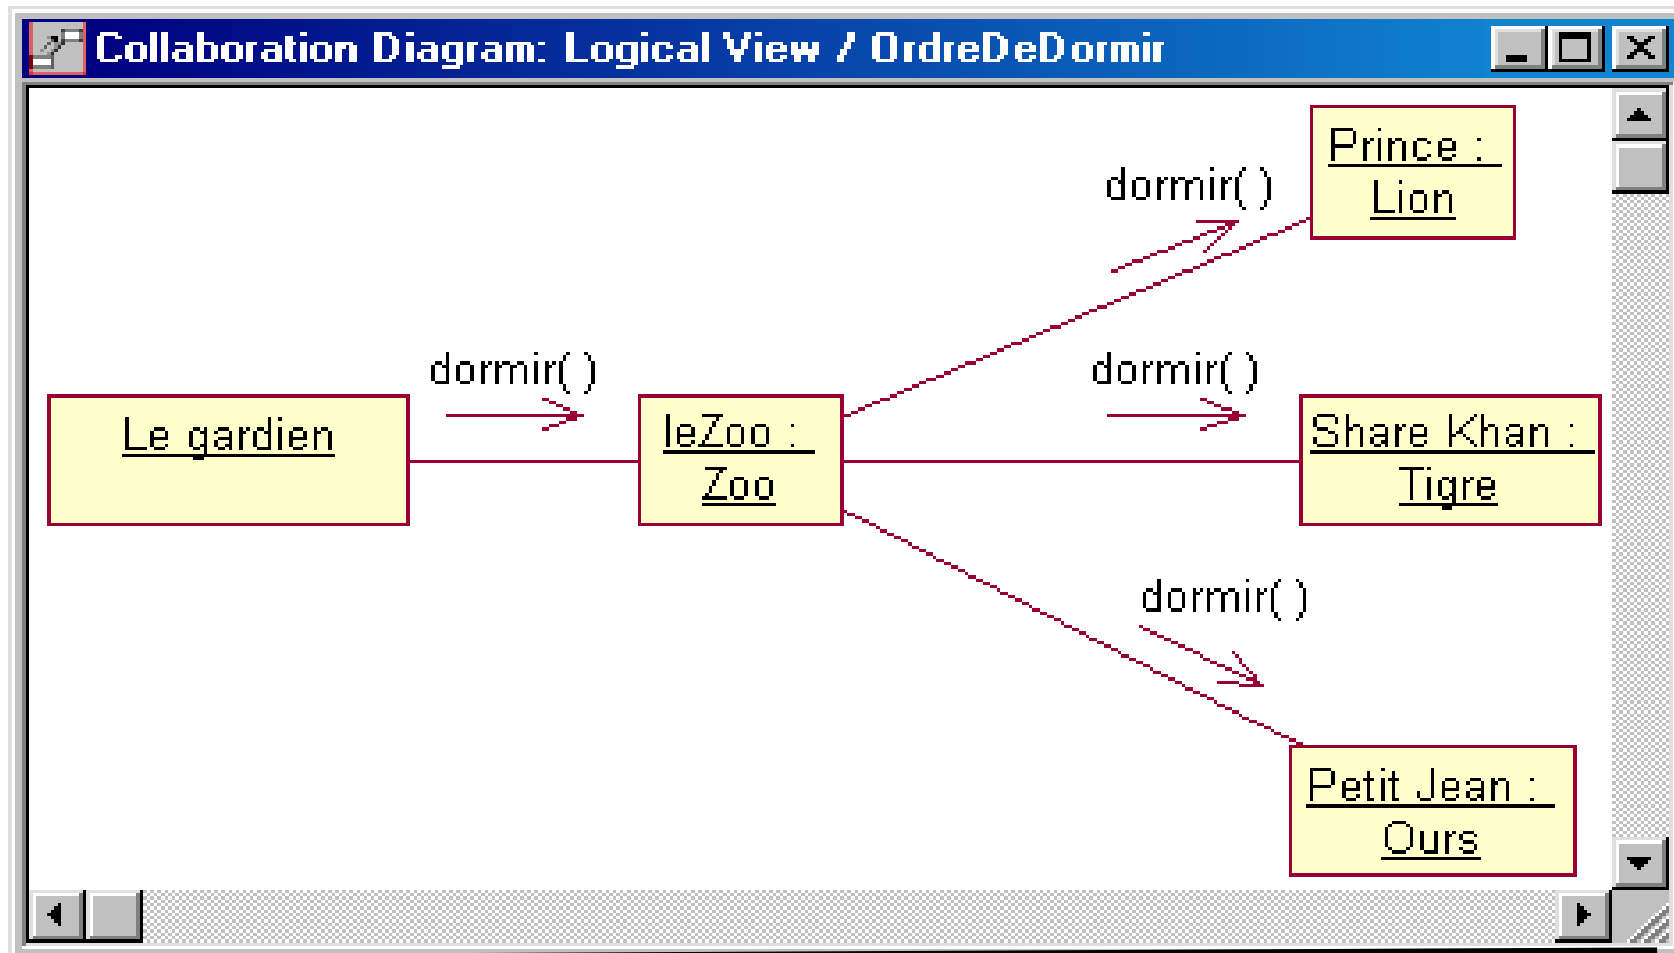 Collaboration Diagram: Logical View / OrdreDeDormir
Prince :
Lion
dormir( )
dormir( )
dormir( )
Le gardien
leZoo :
Zoo
Share Khan :
Tigre
dormir( )
Petit Jean :
Ours